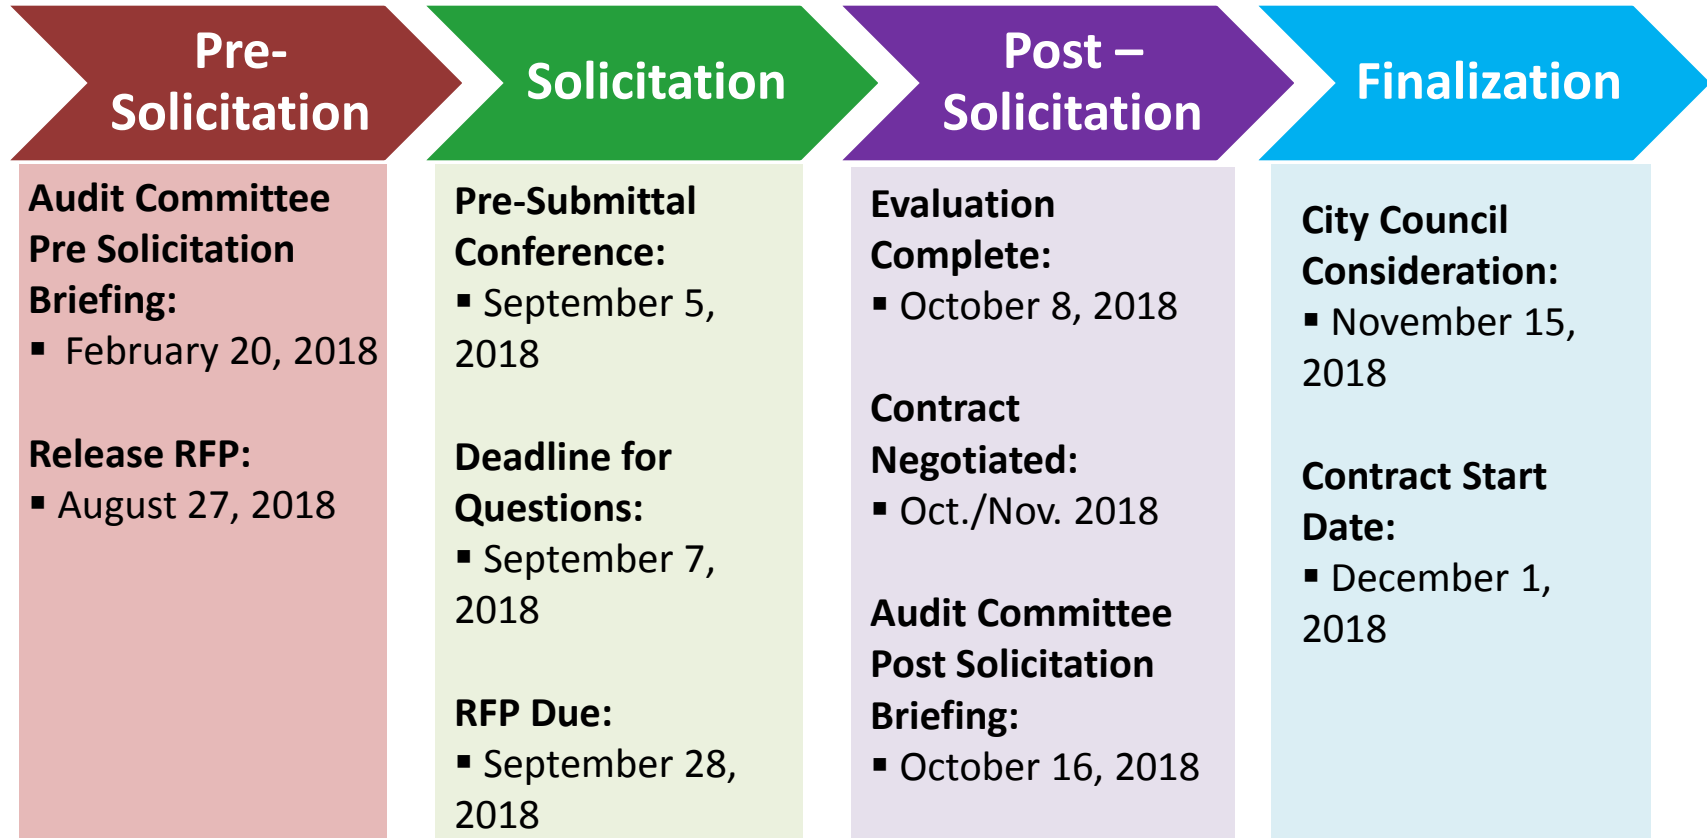 Pre-
Solicitation
Audit Committee
Pre Solicitation
Briefing:
▪ February 20, 2018
Release RFP:
▪ August 27, 2018
Solicitation
Pre-Submittal
Conference:
▪ September 5,
2018
Deadline for
Questions:
▪ September 7,
2018
RFP Due:
▪ September 28,
2018
Post –
Solicitation
Evaluation
Complete:
▪ October 8, 2018
Contract
Negotiated:
▪ Oct./Nov. 2018
Audit Committee
Post Solicitation
Briefing:
▪ October 16, 2018
Finalization
City Council
Consideration:
▪ November 15,
2018
Contract Start
Date:
▪ December 1,
2018